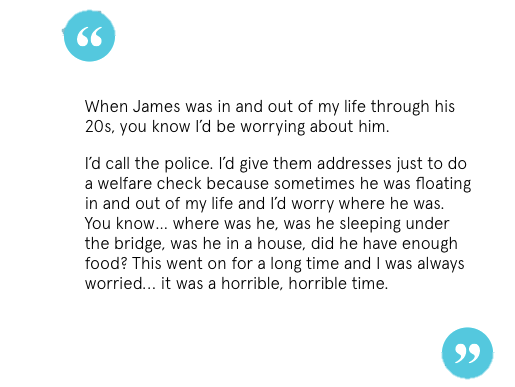 “
When James was in and out of my life through his
20s, you know I’d be worrying about him.
I’d call the police. I’d give them addresses just to do
a welfare check because sometimes he was floating
in and out of my life and I’d worry where he was.
You know... where was he, was he sleeping under
the bridge, was he in a house, did he have enough
food? This went on for a long time and I was always
worried... it was a horrible, horrible time.
”